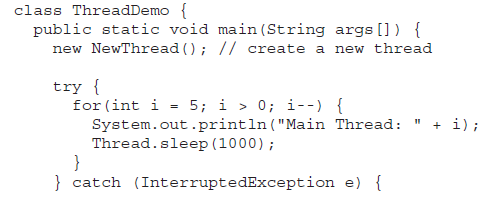 class ThreadDemo {
  public static void main(String args[]) {
    new NewThread(); // create a new thread

    try {
      for(int i = 5; i > 0; i--) {
        System.out.println("Main Thread: " + i);
        Thread.sleep(1000);
      }
    } catch (InterruptedException e) {